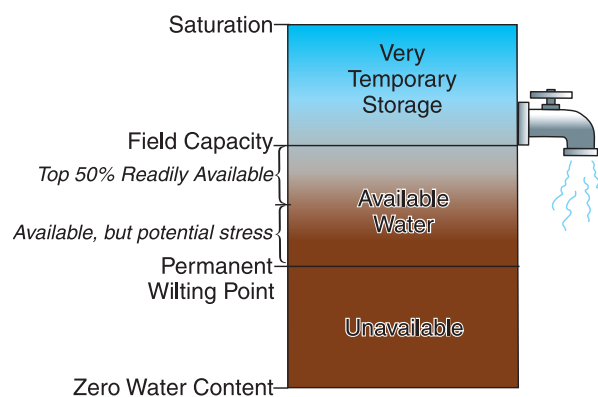 Saturation
Very
Temporary
Storage
Field Capacity
Top 50% Readily Available
Available
Water
Available, but potential stress
Permanent
Wilting Point
Unavailable
Zero Water Content